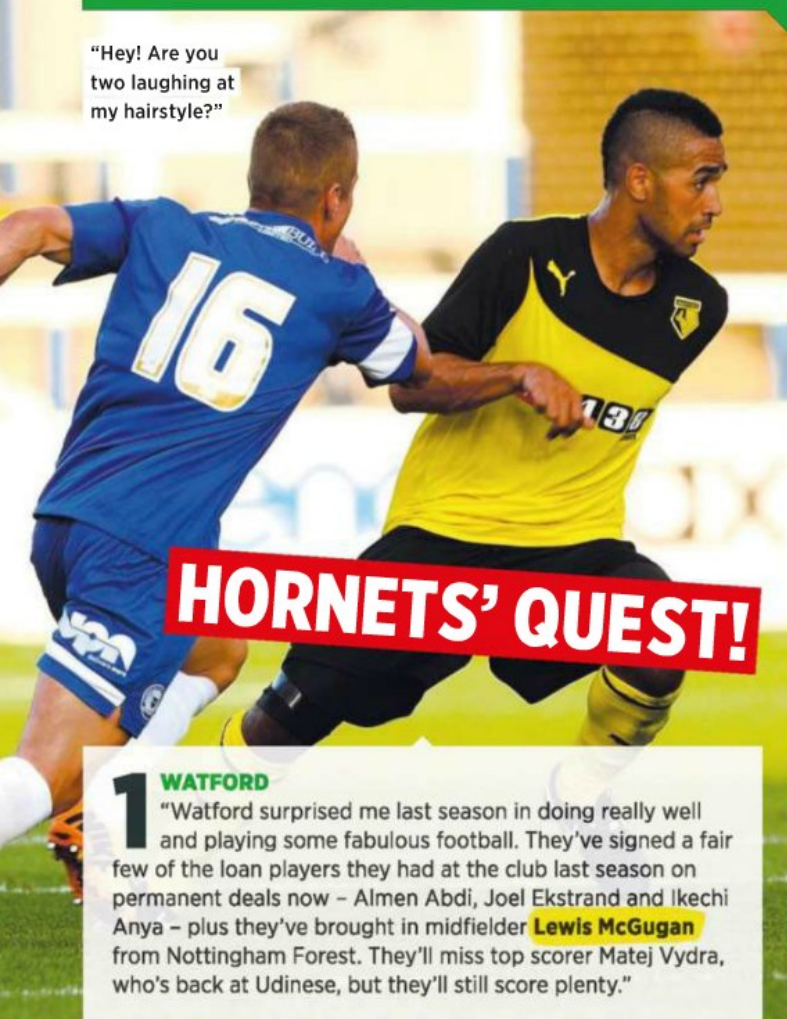 “Hey! Are you
two laughing at
my hairstyle?”
16
HORNETS’ QUEST!
1 WATFORD
“Watford surprised me last season in doing really well
and playing some fabulous football. They’ve signed a fair
few of the loan players they had at the club last season on
permanent deals now – Almen Abdi, Joel Ekstrand and Ikechi
Anya – plus they’ve brought in midfielder Lewis McGugan
from Nottingham Forest. They’ll miss top scorer Matej Vydra,
who’s back at Udinese, but they’ll still score plenty.”